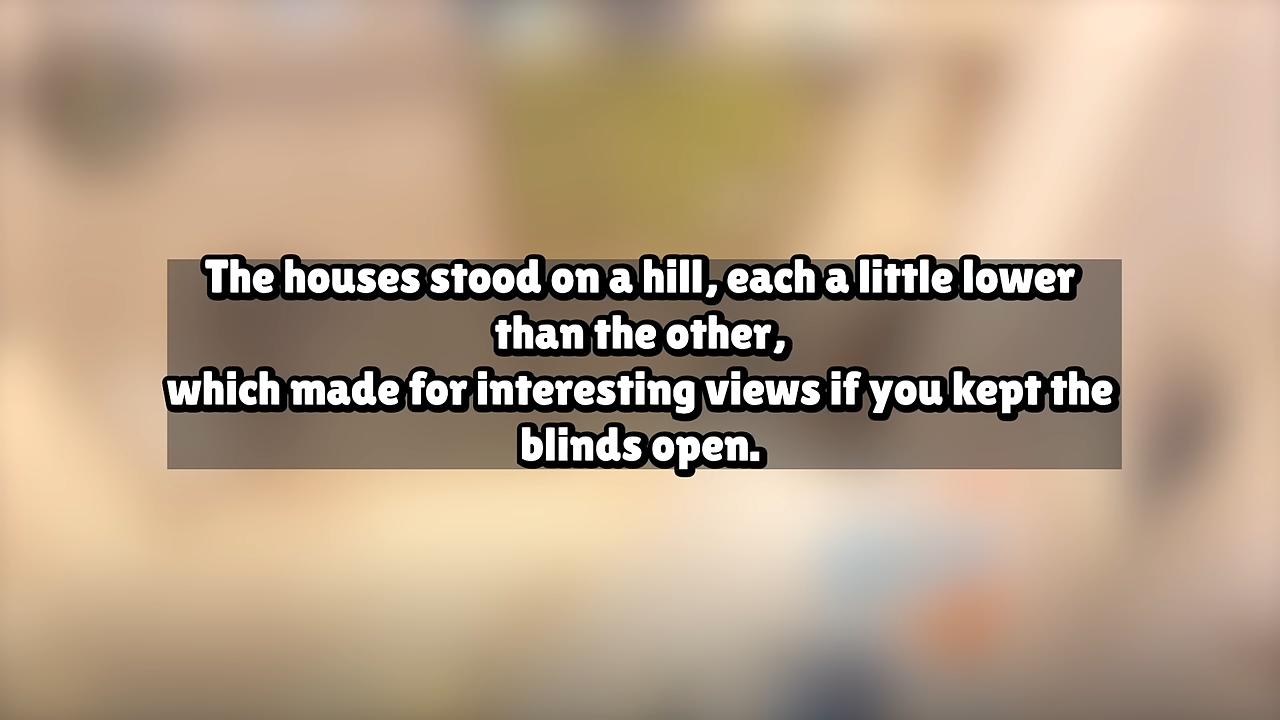 The houses stood on a hill, each a little lower
than the other,
which made for interesting views if you kept the
blinds open.